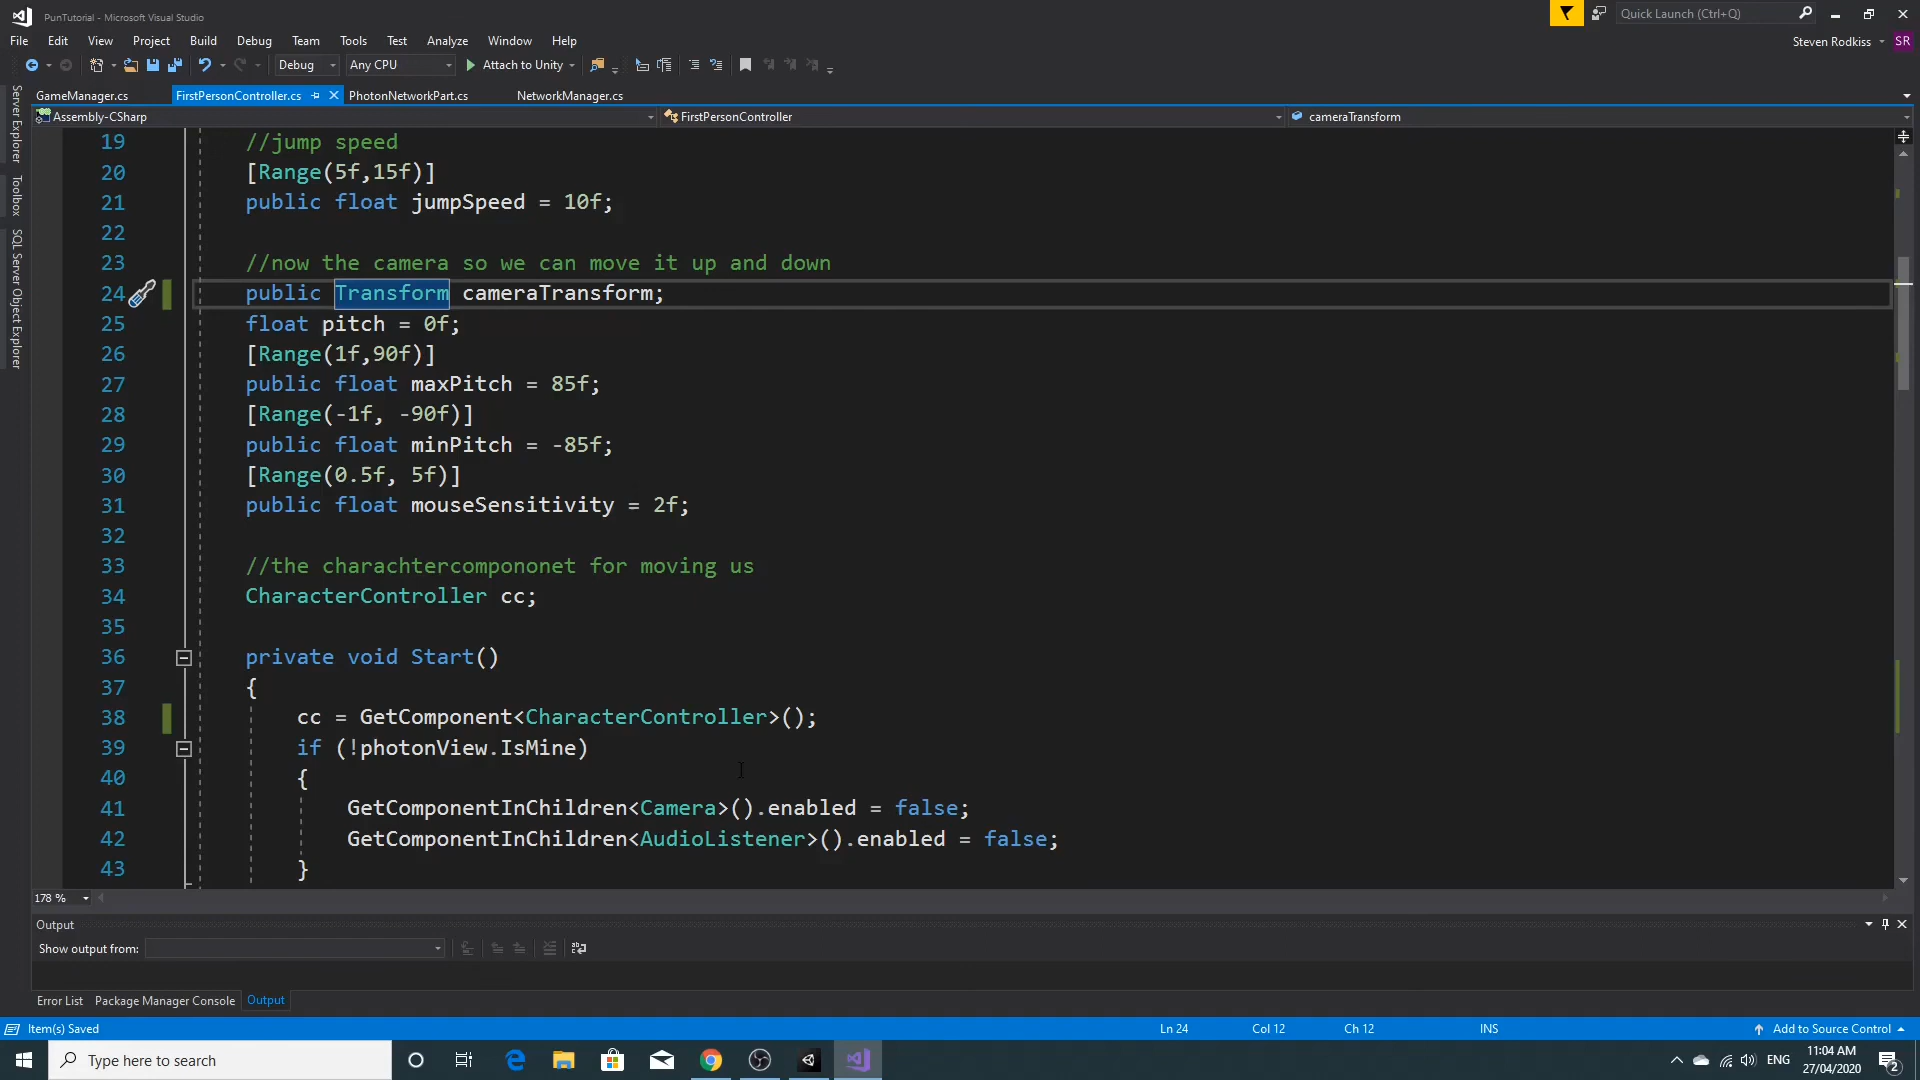 PunTutorial - Microsoft Visual Studio
Quick Launch (Ctrl+Q)
File Edit View Project Build Debug Team Tools Test Analyze Window Help
Steven Rodkiss SR
Debug Any CPU Attach to Unity
GameManager.cs FirstPersonController.cs PhotonNetworkPart.cs NetworkManager.cs
Assembly-CSharp FirstPersonController cameraTransform
Server Explorer
Toolbox
SQL Server Object Explorer
19 //jump speed
20 [Range(5f,15f)]
21 public float jumpSpeed = 10f;
22
23 //now the camera so we can move it up and down
24 public Transform cameraTransform;
25 float pitch = 0f;
26 [Range(1f,90f)]
27 public float maxPitch = 85f;
28 [Range(-1f, -90f)]
29 public float minPitch = -85f;
30 [Range(0.5f, 5f)]
31 public float mouseSensitivity = 2f;
32
33 //the charachtercompononet for moving us
34 CharacterController cc;
35
36 private void Start()
37 {
38 cc = GetComponent<CharacterController>();
39 if (!photonView.IsMine)
40 {
41 GetComponentInChildren<Camera>().enabled = false;
42 GetComponentInChildren<AudioListener>().enabled = false;
43 }
178 %
Output
Show output from:
Error List Package Manager Console Output
Item(s) Saved Ln 24 Col 12 Ch 12 INS Add to Source Control
Type here to search
ENG
11:04 AM
27/04/2020
2